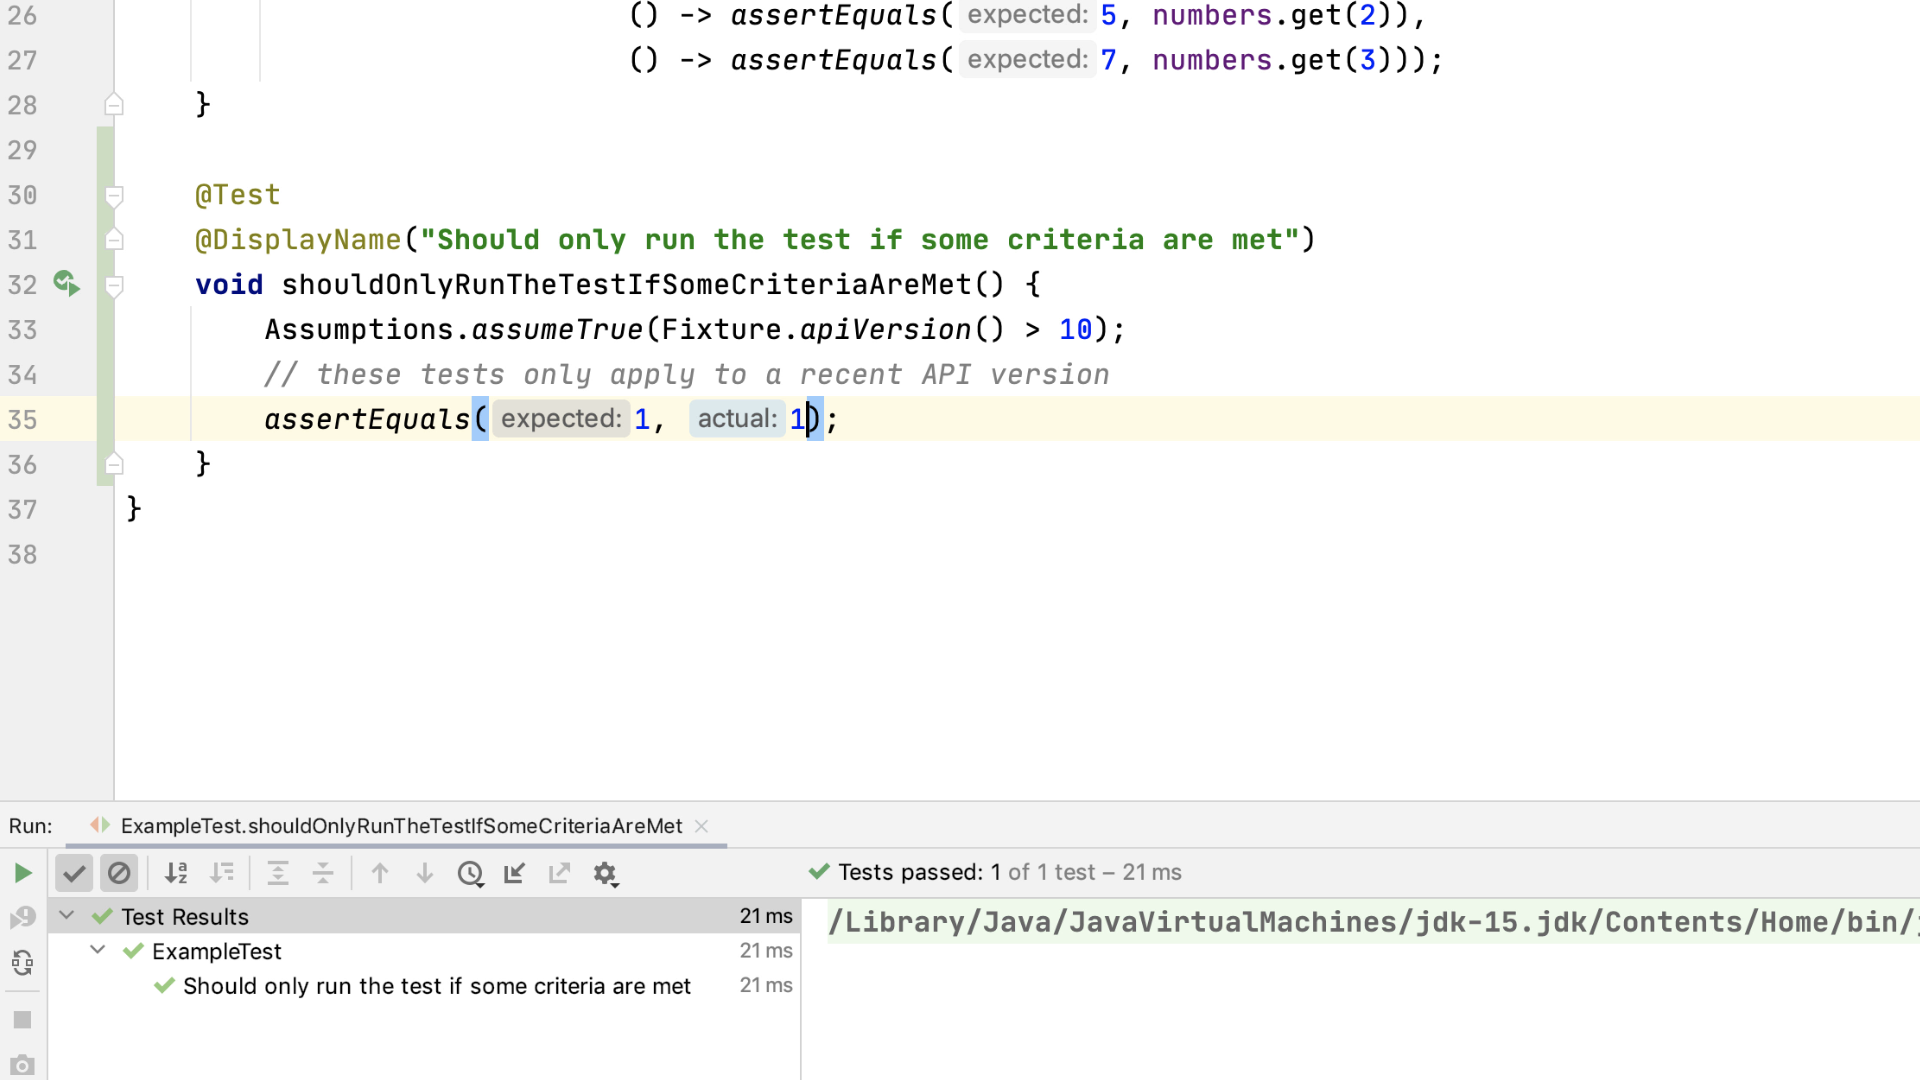 26 () -> assertEquals( expected: 5, numbers.get(2)),
27 () -> assertEquals( expected: 7, numbers.get(3)));
28 }
29
30 @Test
31 @DisplayName("Should only run the test if some criteria are met")
32 void shouldOnlyRunTheTestIfSomeCriteriaAreMet() {
33 Assumptions.assumeTrue(Fixture.apiVersion() > 10);
34 // these tests only apply to a recent API version
35 assertEquals( expected: 1, actual: 1);
36 }
37 }
38
Run: ExampleTest.shouldOnlyRunTheTestIfSomeCriteriaAreMet
Tests passed: 1 of 1 test – 21 ms
Test Results 21 ms
ExampleTest 21 ms
Should only run the test if some criteria are met 21 ms
/Library/Java/JavaVirtualMachines/jdk-15.jdk/Contents/Home/bin/